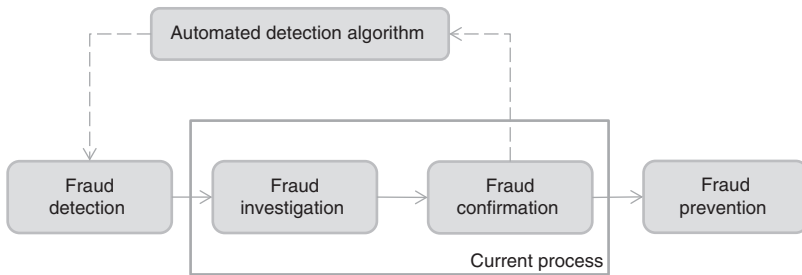 Automated detection algorithm
Fraud
detection
Fraud
investigation
Fraud
confirmation
Fraud
prevention
Current process